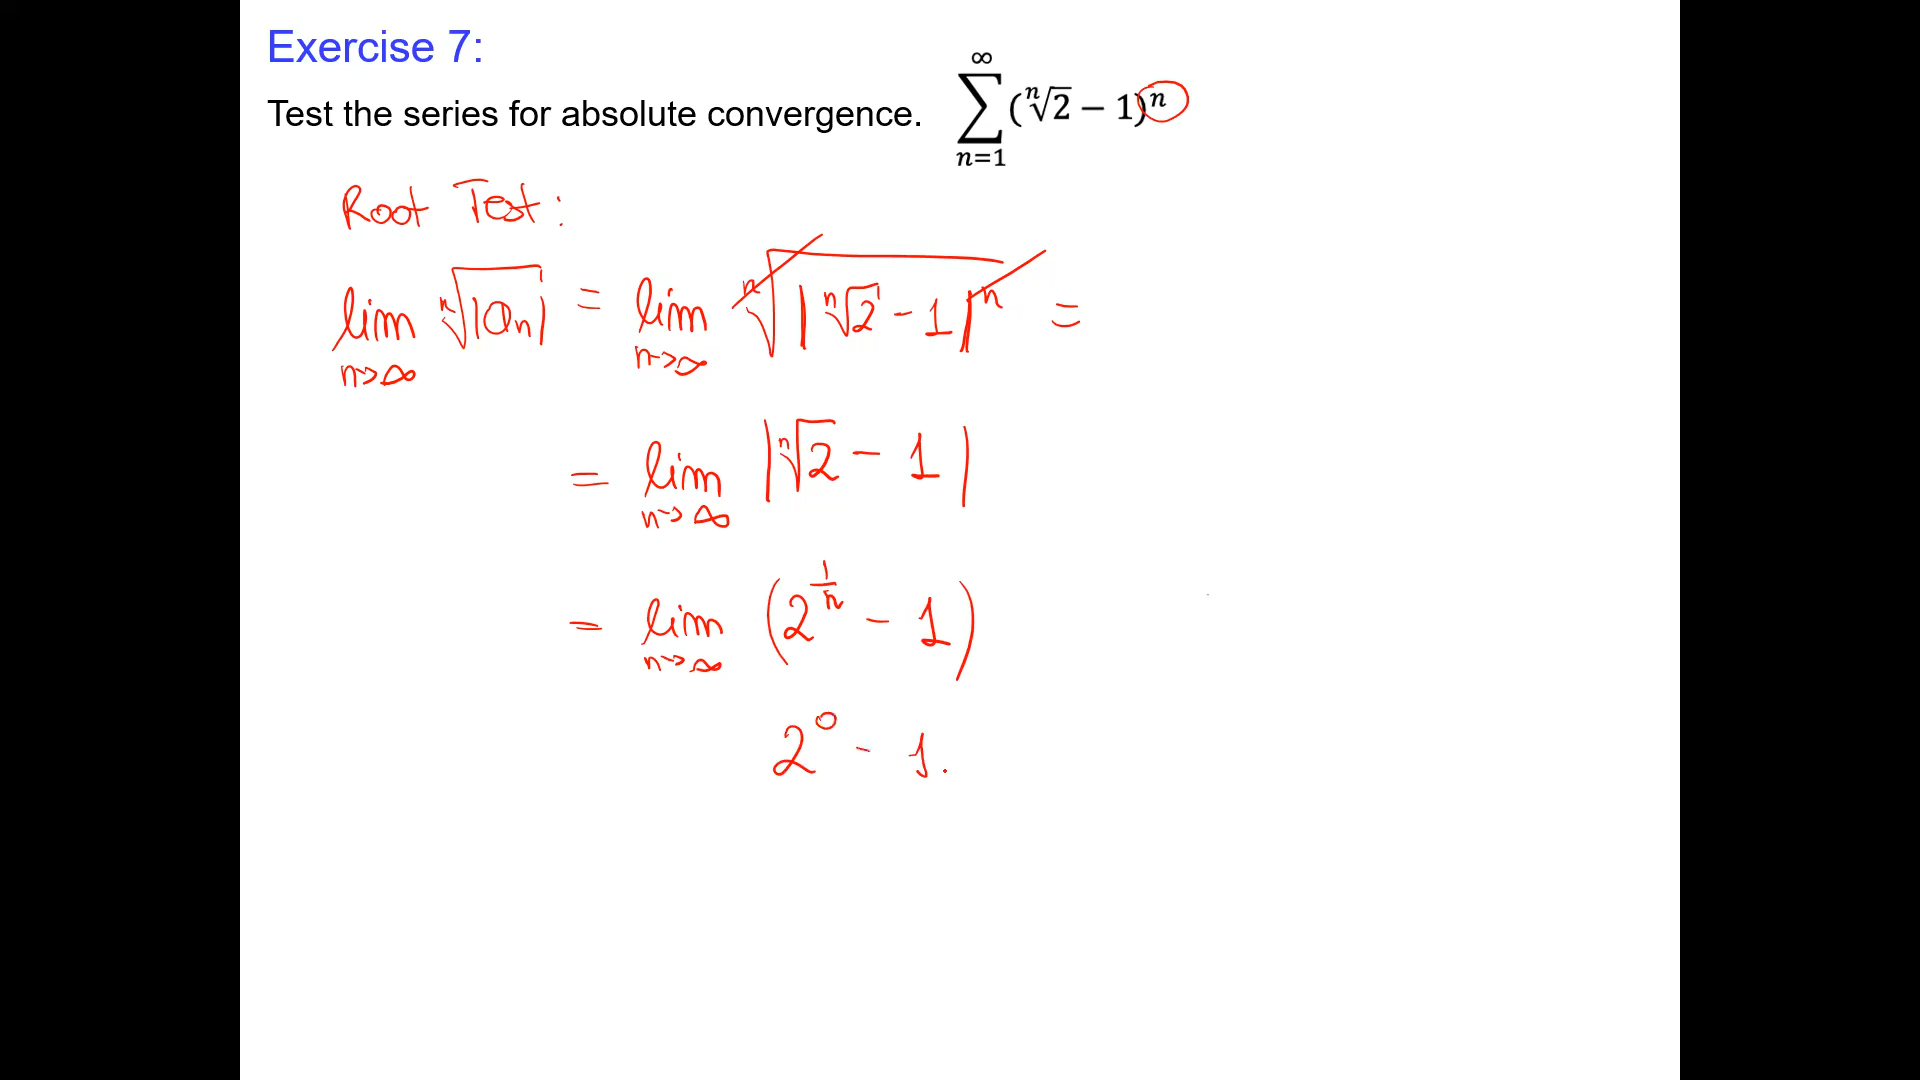 Exercise 7:
Test the series for absolute convergence. ∑_{n=1}^{∞} (ⁿ√2 − 1)ⁿ
Root Test:
lim_{n→∞} ⁿ√|aₙ| = lim_{n→∞} ⁿ√(|ⁿ√2 − 1|ⁿ) =
= lim_{n→∞} |ⁿ√2 − 1|
= lim_{n→∞} (2^{1/n} − 1)
2⁰ − 1.